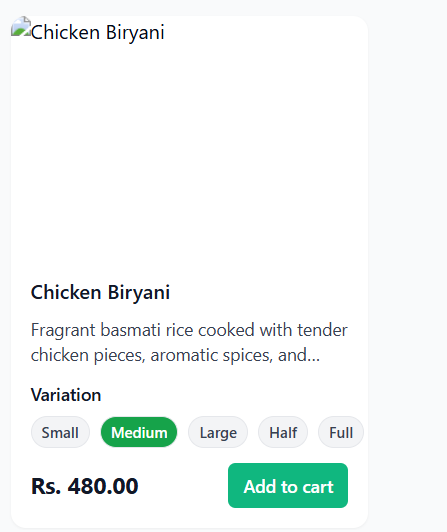 Chicken Biryani
Chicken Biryani
Fragrant basmati rice cooked with tender
chicken pieces, aromatic spices, and...
Variation
Small Medium Large Half Full
Rs. 480.00 Add to cart